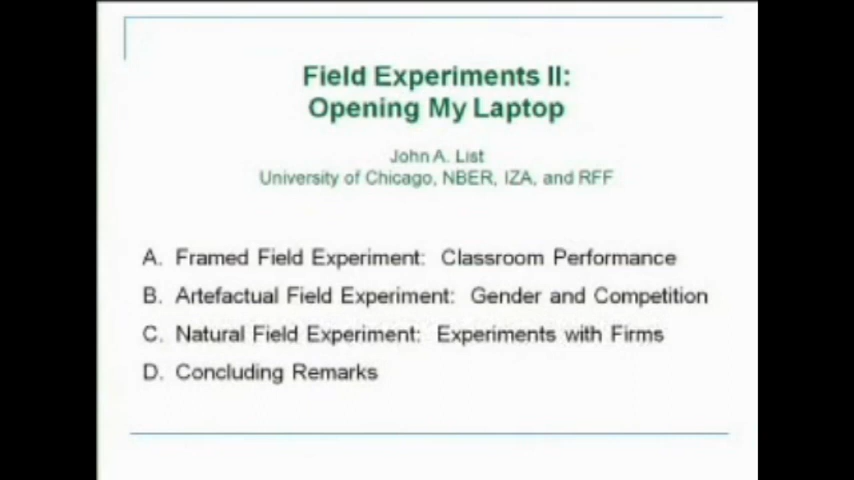 Field Experiments II:
Opening My Laptop
John A. List
University of Chicago, NBER, IZA, and RFF
A. Framed Field Experiment: Classroom Performance
B. Artefactual Field Experiment: Gender and Competition
C. Natural Field Experiment: Experiments with Firms
D. Concluding Remarks